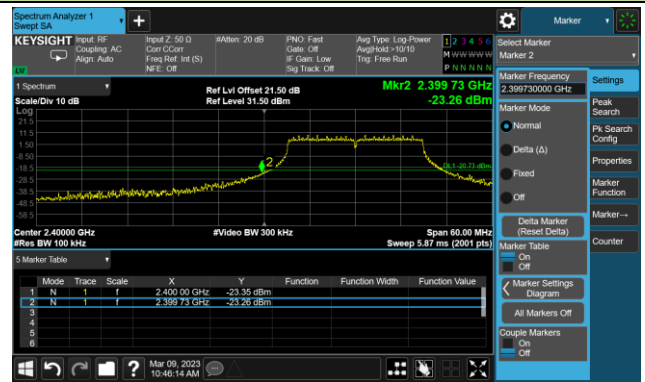 Spectrum Analyzer 1
Swept SA
+
Marker
KEYSIGHT
Input: RF
Coupling: AC
Align: Auto
Input Z: 50 Ω
Corr CCorr
Freq Ref: Int (S)
NFE: Off
#Atten: 20 dB
PNO: Fast
Gate: Off
IF Gain: Low
Sig Track: Off
Avg Type: Log-Power
Avg|Hold:>10/10
Trig: Free Run
1 2 3 4 5 6
M W W W W W
P N N N N N
LW
Select Marker
Marker 2
1 Spectrum
Scale/Div 10 dB
Ref Lvl Offset 21.50 dB
Ref Level 31.50 dBm
Mkr2 2.399 73 GHz
-23.26 dBm
Log
21.5
11.5
1.50
-8.50
-18.5
-28.5
-38.5
-48.5
-58.5
2
DL1 -20.73 dBm
Center 2.40000 GHz
#Res BW 100 kHz
#Video BW 300 kHz
Span 60.00 MHz
Sweep 5.87 ms (2001 pts)
5 Marker Table
Mode Trace Scale X Y Function Function Width Function Value
1 N 1 f 2.400 00 GHz -23.35 dBm
2 N 1 f 2.399 73 GHz -23.26 dBm
3
4
5
6
Marker Frequency
2.399730000 GHz
Marker Mode
Normal
Delta (Δ)
Fixed
Off
Delta Marker
(Reset Delta)
Marker Table
On
Off
Marker Settings
Diagram
All Markers Off
Couple Markers
On
Off
Settings
Peak
Search
Pk Search
Config
Properties
Marker
Function
Marker→
Counter
?
Mar 09, 2023
10:46:14 AM